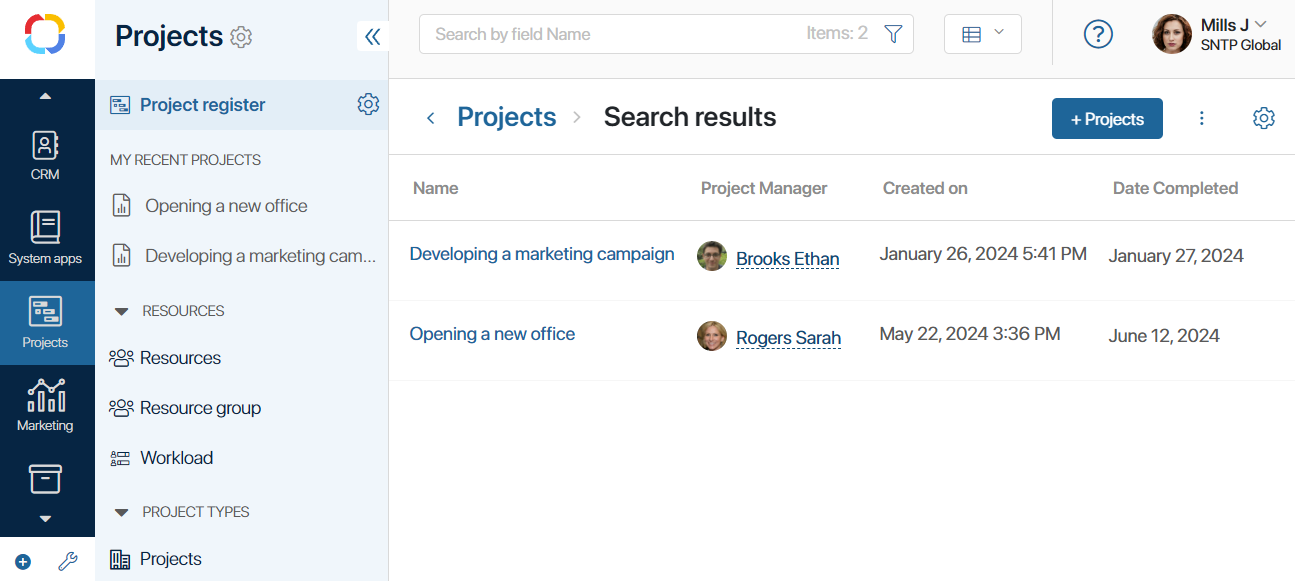 Projects
Search by field Name
Items: 2
?
Mills J
SNTP Global
CRM
System apps
Projects
Marketing
Project register
MY RECENT PROJECTS
Opening a new office
Developing a marketing cam...
RESOURCES
Resources
Resource group
Workload
PROJECT TYPES
Projects
Projects > Search results
+ Projects
Name Project Manager Created on Date Completed
Developing a marketing campaign Brooks Ethan January 26, 2024 5:41 PM January 27, 2024
Opening a new office Rogers Sarah May 22, 2024 3:36 PM June 12, 2024